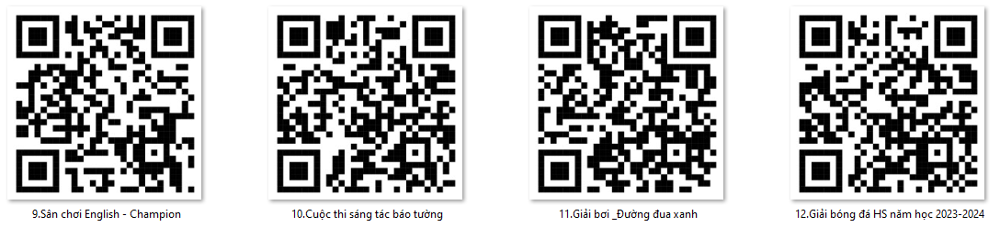 9.Sân chơi English - Champion
10.Cuộc thi sáng tác báo tường
11.Giải bơi _Đường đua xanh
12.Giải bóng đá HS năm học 2023-2024